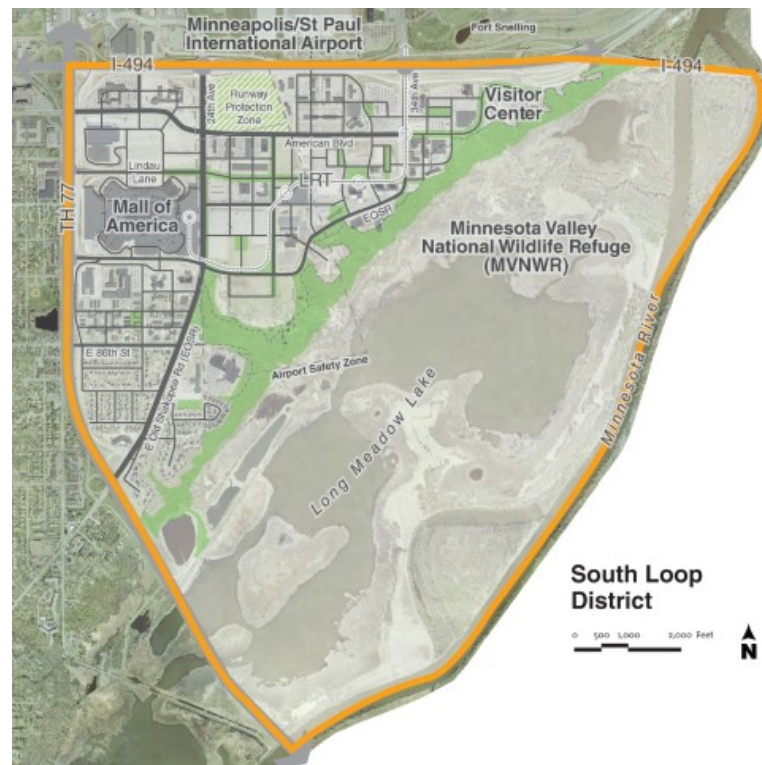 Minneapolis/St Paul
International Airport
Fort Snelling
I-494
I-494
24th Ave
34th Ave
Runway
Protection
Zone
Visitor
Center
American Blvd
Lindau
Lane
LRT
TH 77
Mall of
America
EOSR
Minnesota Valley
National Wildlife Refuge
(MVNWR)
E 86th St
E Old Shakopee Rd (EOSR)
Airport Safety Zone
Minnesota River
Long Meadow Lake
South Loop
District
0 500 1,000 2,000 Feet
N